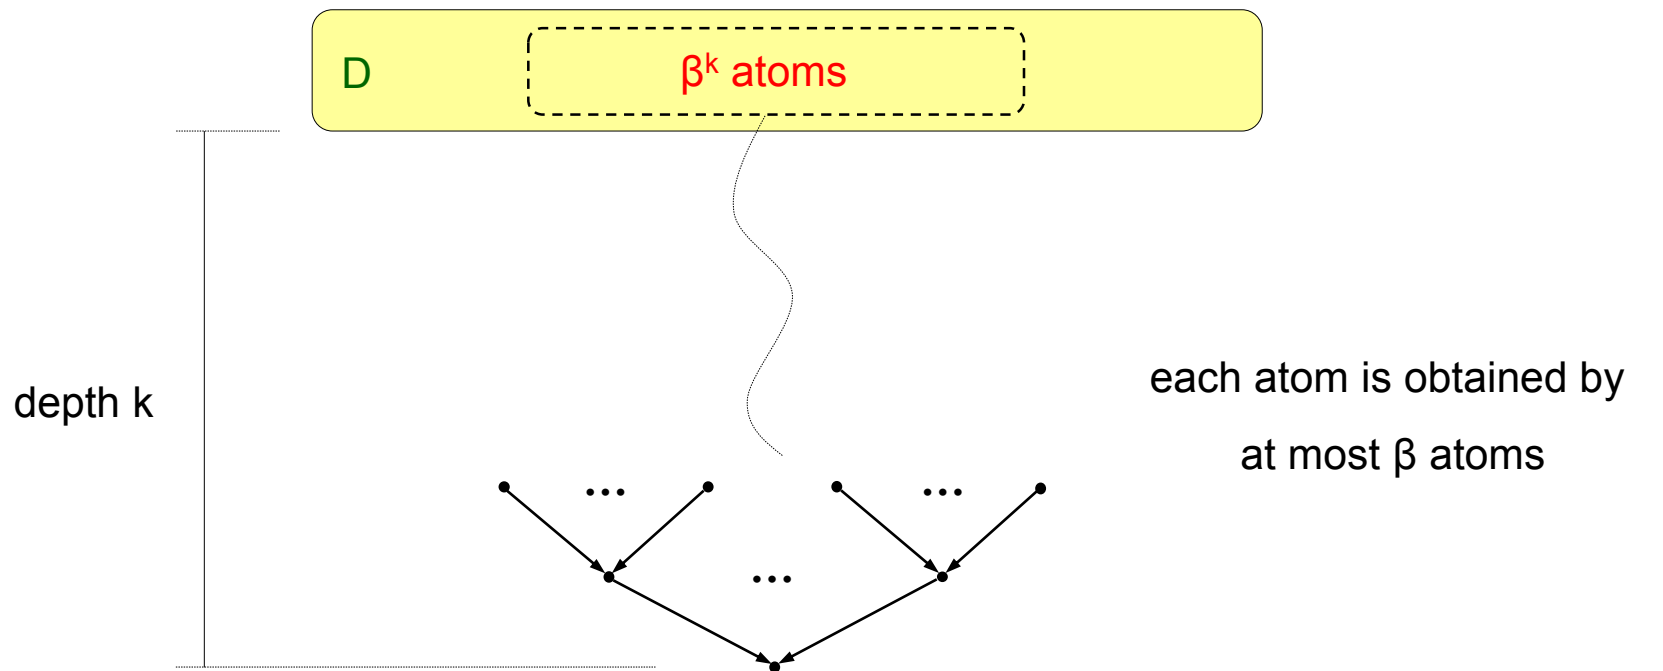 D
βᵏ atoms
depth k
each atom is obtained by
at most β atoms